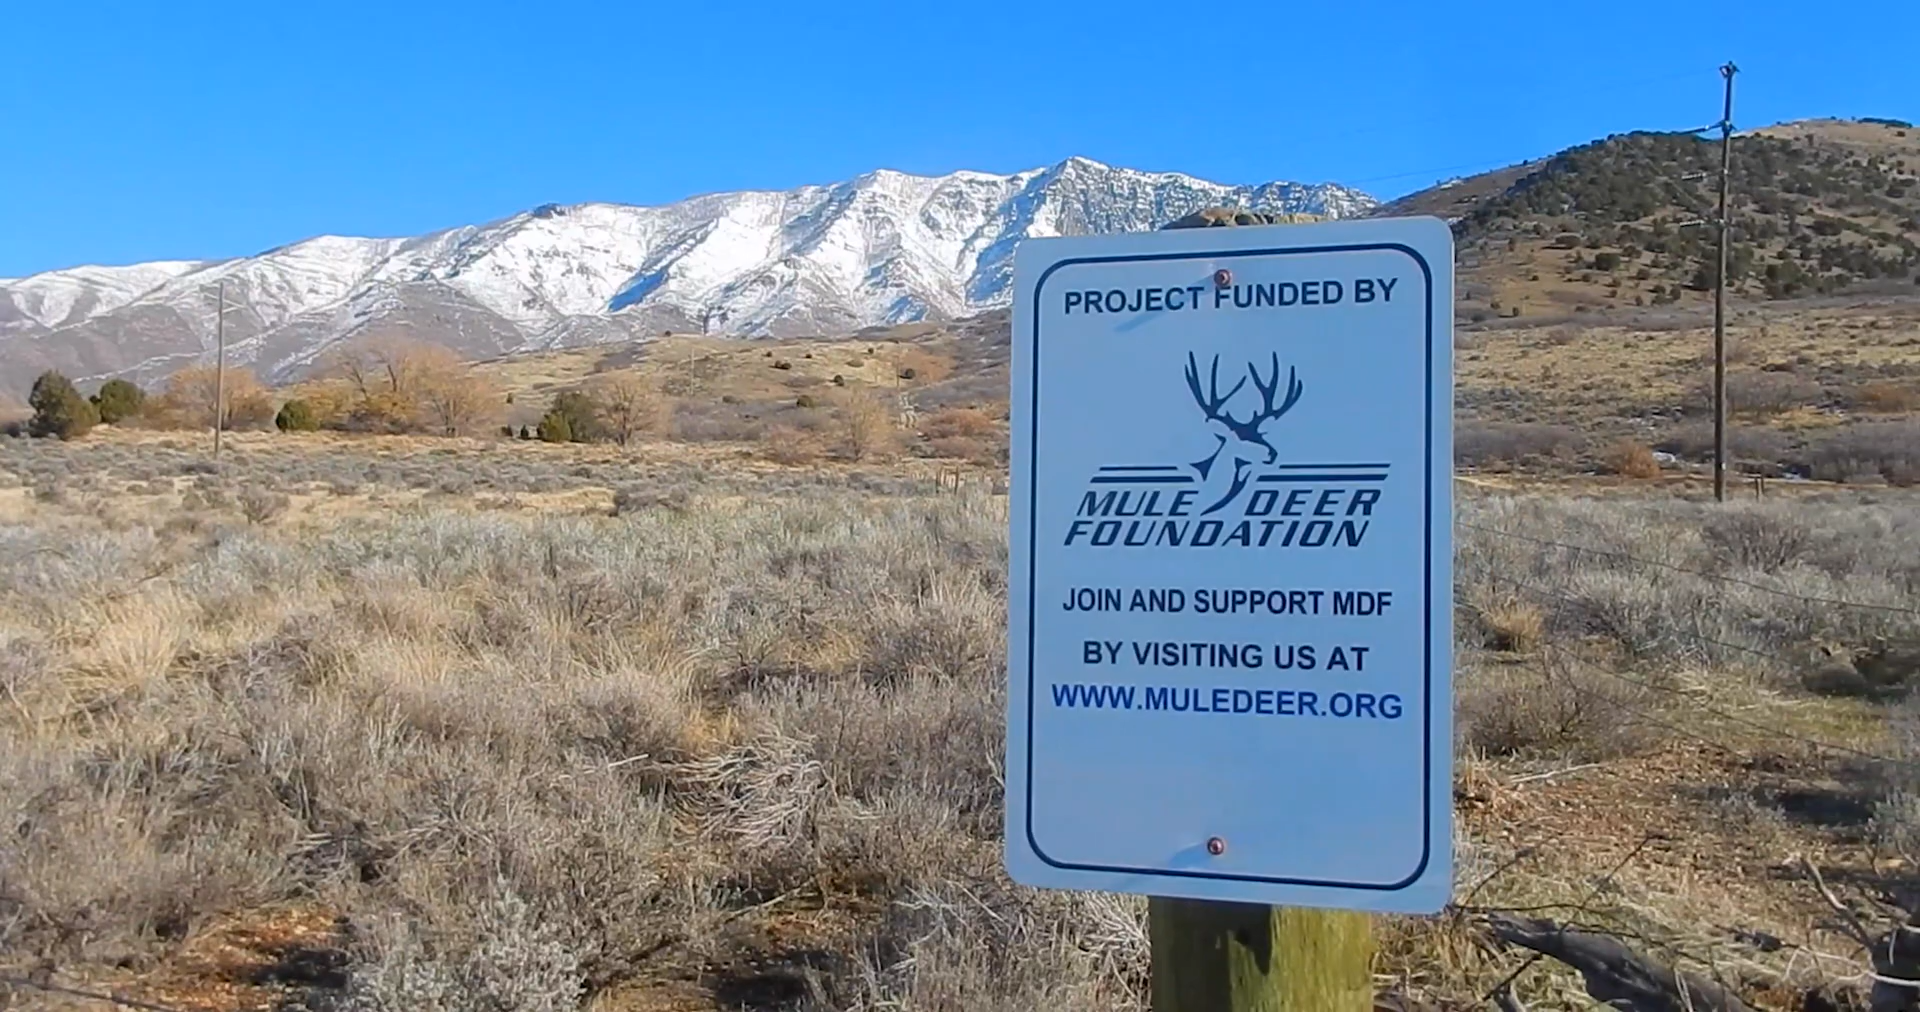 PROJECT FUNDED BY
MULE DEER
FOUNDATION
JOIN AND SUPPORT MDF
BY VISITING US AT
WWW.MULEDEER.ORG